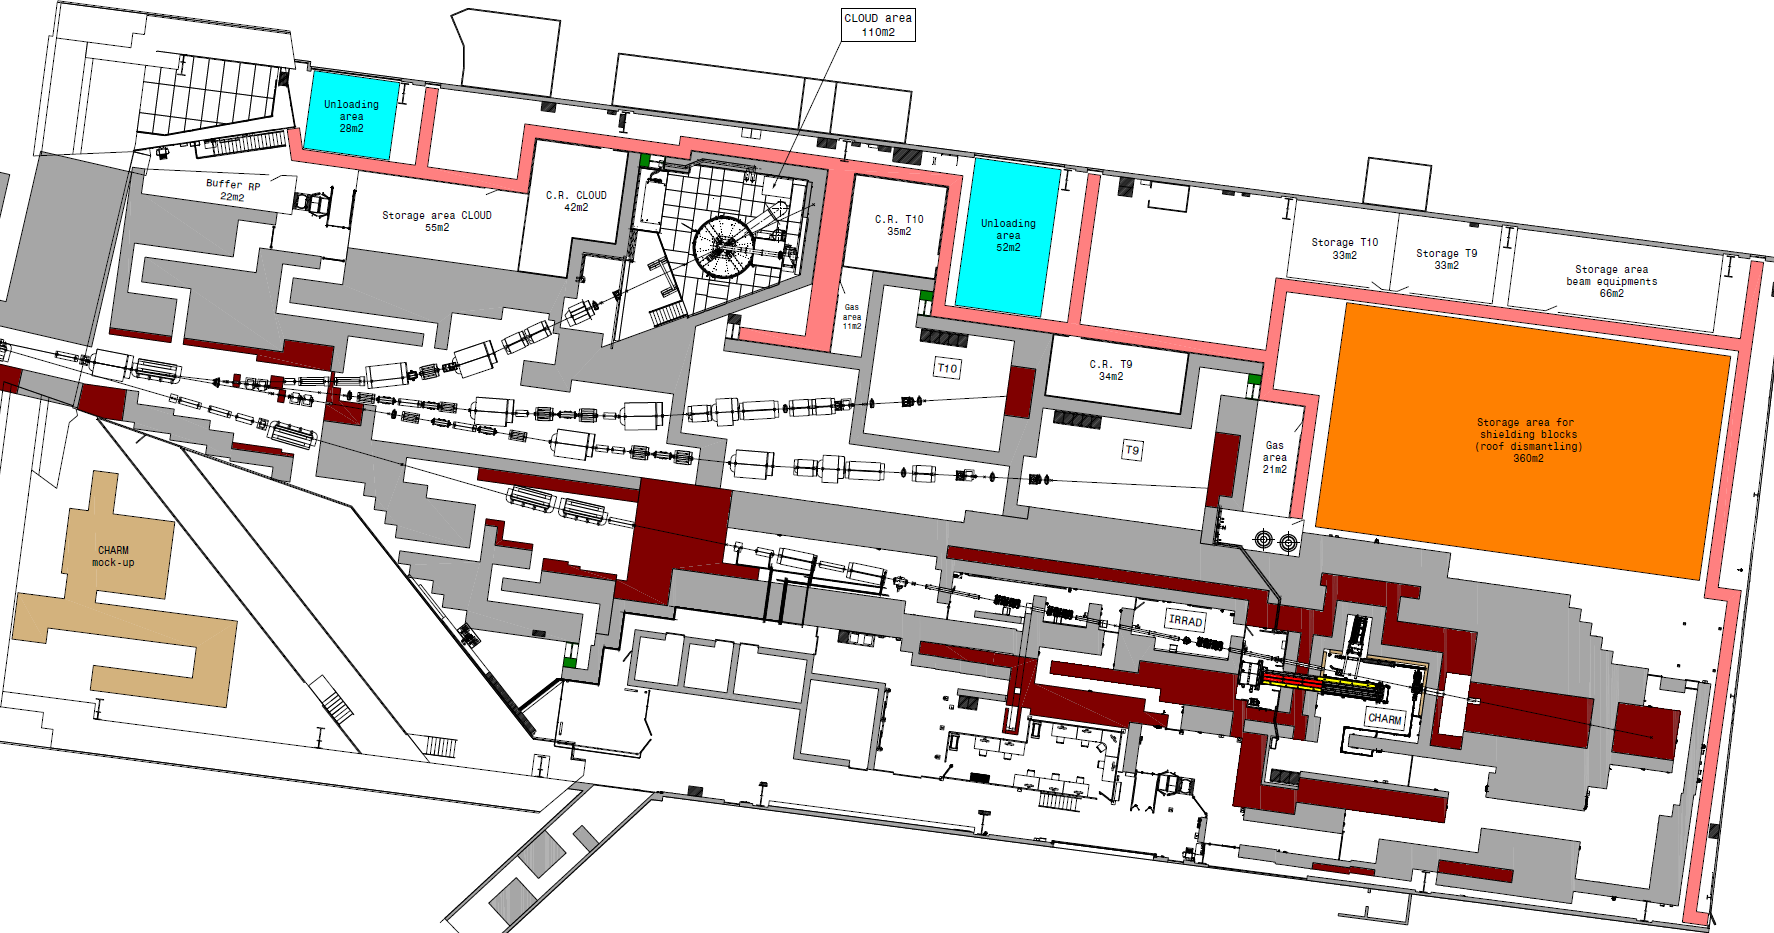 CLOUD area
110m2
Unloading
area
28m2
Buffer RP
22m2
Storage area CLOUD
55m2
C.R. CLOUD
42m2
C.R. T10
35m2
Unloading
area
52m2
Storage T10
33m2
Storage T9
33m2
Storage area
beam equipments
66m2
Gas
area
11m2
T10
C.R. T9
34m2
T9
Gas
area
21m2
Storage area for
shielding blocks
(roof dismantling)
360m2
CHARM
mock-up
IRRAD
CHARM